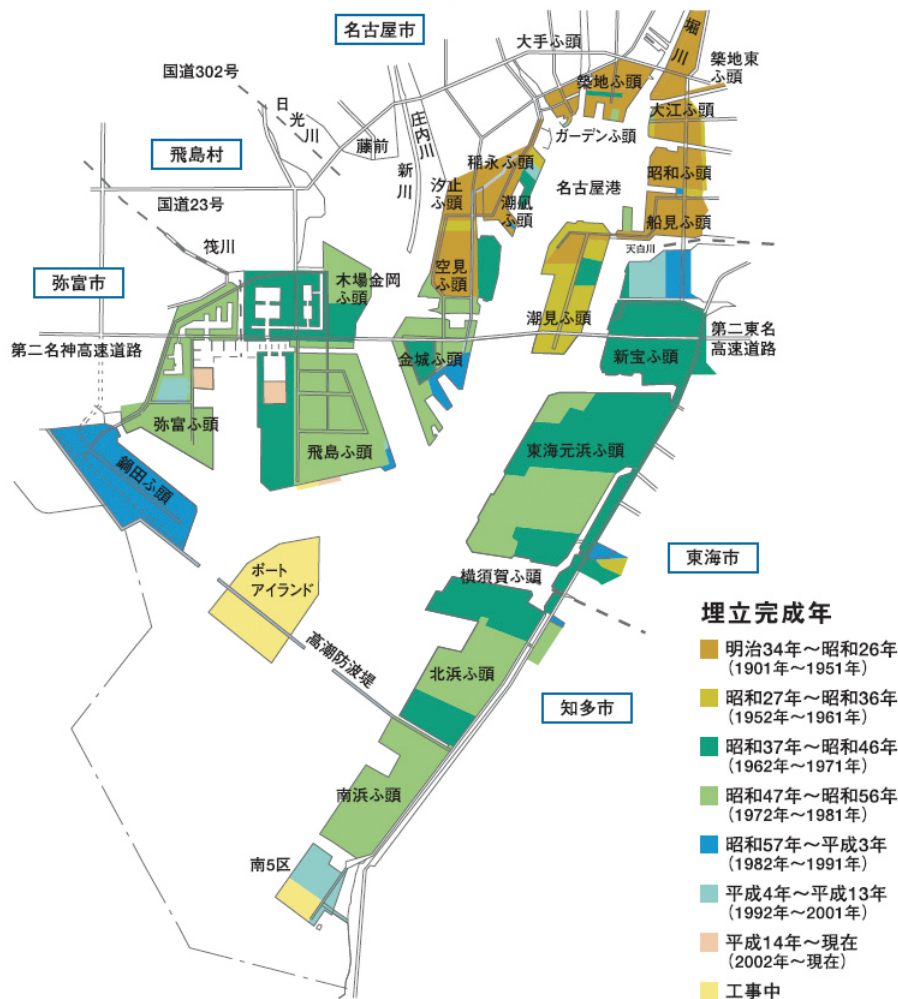 名古屋市
大手ふ頭
堀川
国道302号
築地東
ふ頭
築地ふ頭
日光川
庄内川
大江ふ頭
飛島村
藤前
新川
ガーデンふ頭
稲永ふ頭
汐止
ふ頭
潮凪
ふ頭
名古屋港
昭和ふ頭
国道23号
船見ふ頭
筏川
天白川
弥富市
木場金岡
ふ頭
空見
ふ頭
潮見ふ頭
第二東名
高速道路
第二名神高速道路
金城ふ頭
新宝ふ頭
弥富ふ頭
飛島ふ頭
東海元浜ふ頭
鍋田ふ頭
ポート
アイランド
横須賀ふ頭
東海市
高潮防波堤
北浜ふ頭
知多市
南浜ふ頭
南5区
埋立完成年
明治34年～昭和26年
(1901年～1951年)
昭和27年～昭和36年
(1952年～1961年)
昭和37年～昭和46年
(1962年～1971年)
昭和47年～昭和56年
(1972年～1981年)
昭和57年～平成3年
(1982年～1991年)
平成4年～平成13年
(1992年～2001年)
平成14年～現在
(2002年～現在)
工事中